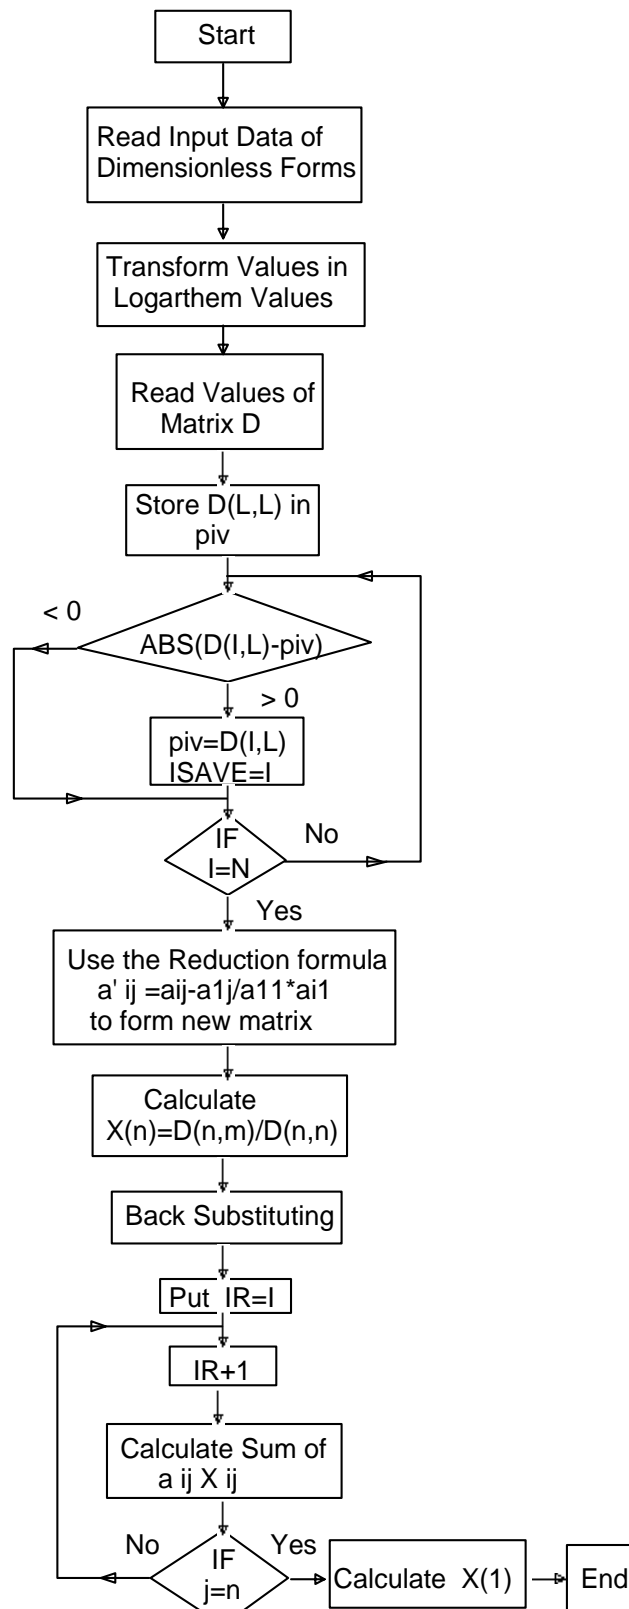 Start
Read Input Data of
Dimensionless Forms
Transform Values in
Logarthem Values
Read Values of
Matrix D
Store D(L,L) in
piv
< 0
ABS(D(I,L)-piv)
> 0
piv=D(I,L)
ISAVE=I
IF
I=N
No
Yes
Use the Reduction formula
a' ij =aij-a1j/a11*ai1
to form new matrix
Calculate
X(n)=D(n,m)/D(n,n)
Back Substituting
Put IR=I
IR+1
Calculate Sum of
a ij X ij
No
IF
j=n
Yes
Calculate X(1)
End